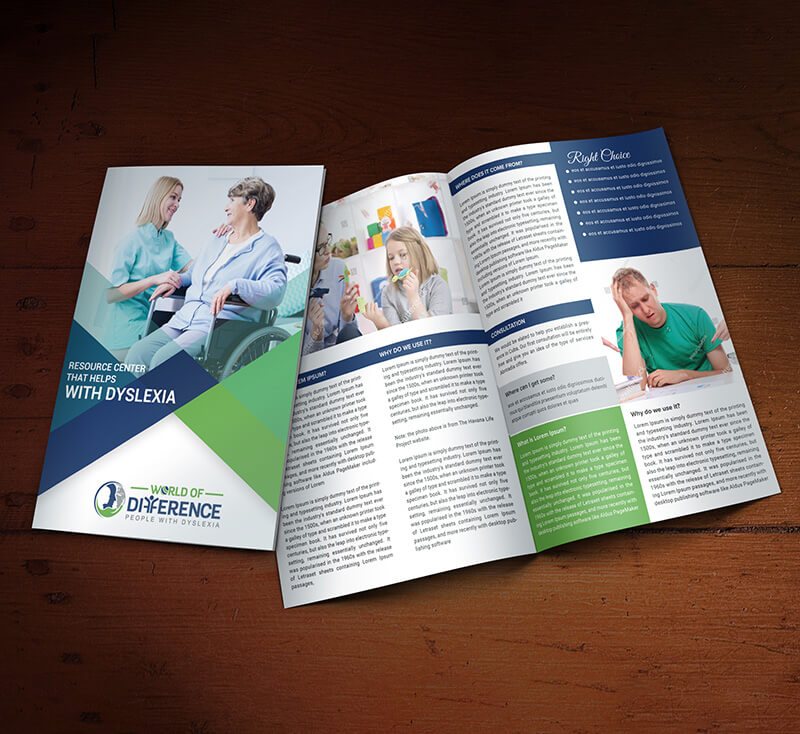 RESOURCE CENTER
THAT HELPS
WITH DYSLEXIA
WORLD OF
DIFFERENCE
PEOPLE WITH DYSLEXIA
EM IPSUM?
Lorem Ipsum is simply dummy text of the printing
and typesetting industry. Lorem Ipsum has been
the industry's standard dummy text ever since the
1500s, when an unknown printer took a galley of
type and scrambled it to make a type specimen
book. It has survived not only five centuries,
but also the leap into electronic typesetting,
remaining essentially unchanged. It was
popularised in the 1960s with the release of
Letraset sheets containing Lorem Ipsum
passages, and more recently with desktop
publishing software like Aldus PageMaker includ
versions of Lorem
Lorem Ipsum is simply dummy text of the printing
and typesetting industry. Lorem Ipsum has been
the industry's standard dummy text ever since
the 1500s, when an unknown printer took a galley
of type and scrambled it to make a type specimen
book. It has survived not only five centuries,
but also the leap into electronic type-
setting, remaining essentially unchanged. It
was popularised in the 1960s with the release
of Letraset sheets containing Lorem Ipsum
passages,
WHY DO WE USE IT?
Lorem Ipsum is simply dummy text of the printing
and typesetting industry. Lorem Ipsum has been
the industry's standard dummy text ever since the
1500s, when an unknown printer took a galley of
type and scrambled it to make a type specimen
book. It has survived not only five
centuries, but also the leap into electronic
typesetting, remaining essentially unchanged.
Note: the photo above is from The Havana Life
Project website.
Lorem Ipsum is simply dummy text of the printing
and typesetting industry. Lorem Ipsum has been
the industry's standard dummy text ever since the
1500s, when an unknown printer took a galley of
type and scrambled it to make a type specimen
book. It has survived not only five
centuries, but also the leap into electronic
typesetting, remaining essentially unchanged.
It was popularised in the 1960s with the release
of Letraset sheets containing Lorem Ipsum
passages, and more recently with desktop pub-
lishing software
WHERE DOES IT COME FROM?
Lorem Ipsum is simply dummy text of the printing
and typesetting industry. Lorem Ipsum has been
the industry's standard dummy text ever since the
1500s, when an unknown printer took a galley of
type and scrambled it to make a type specimen
book. It has survived not only five centuries, but
also the leap into electronic typesetting,
remaining essentially unchanged. It was popularised in
the 1960s with the release of Letraset sheets contain-
ing Lorem Ipsum passages, and more recently with
desktop publishing software like Aldus PageMaker
including versions of Lorem Ipsum.
Lorem Ipsum is simply dummy text of the printing
and typesetting industry. Lorem Ipsum has been the
industry's standard dummy text ever since the
1500s, when an unknown printer took a galley of
type and scrambled it
CONSULTATION
We would be elated to help you establish a pres-
ence in Cuba. Our first consultation will be entirely
free and give you an idea of the type of services
Ipsmedia offers.
Where can I get some?
eos et accusamus et iusto odio dignissimos duci-
mus qui blanditiis praesentium voluptatum deleniti
atque corrupti quos dolores et quas
What is Lorem Ipsum?
Lorem Ipsum is simply dummy text of the printing
and typesetting industry. Lorem Ipsum has been
the industry's standard dummy text ever since
the 1500s, when an unknown printer took a galley
of type and scrambled it to make a type specimen
book. It has survived not only five centuries, but
also the leap into electronic typesetting,
remaining essentially unchanged. It was
popularised in the 1960s with the release of
Letraset sheets containing Lorem Ipsum
passages, and more recently with
desktop publishing software like Aldus PageMaker
Right Choice
eos et accusamus et iusto odio dignissimos
eos et accusamus et iusto odio dignissimos
eos et accusamus et iusto odio dignissimos
eos et accusamus et iusto odio dignissimos
eos et accusamus et iusto odio dignissimos
eos et accusamus et iusto odio dignissimos
Why do we use it?
Lorem Ipsum is simply dummy text of the printing
and typesetting industry. Lorem Ipsum has been
the industry's standard dummy text ever since the
1500s, when an unknown printer took a galley of
type and scrambled it to make a type specimen
book. It has survived not only five centuries, but
also the leap into electronic typesetting, remaining
essentially unchanged. It was popularised in the
1960s with the release of Letraset sheets containing
Lorem Ipsum passages, and more recently with
desktop publishing software like Aldus PageMaker